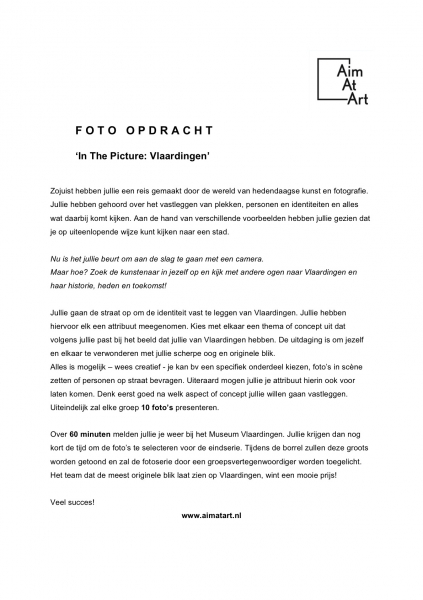 Aim
At
Art
FOTO OPDRACHT
‘In The Picture: Vlaardingen’
Zojuist hebben jullie een reis gemaakt door de wereld van hedendaagse kunst en fotografie.
Jullie hebben gehoord over het vastleggen van plekken, personen en identiteiten en alles
wat daarbij komt kijken. Aan de hand van verschillende voorbeelden hebben jullie gezien dat
je op uiteenlopende wijze kunt kijken naar een stad.
Nu is het jullie beurt om aan de slag te gaan met een camera.
Maar hoe? Zoek de kunstenaar in jezelf en kijk met andere ogen naar Vlaardingen en
haar historie, heden en toekomst!
Jullie gaan de straat op om de identiteit vast te leggen van Vlaardingen. Jullie hebben
hiervoor elk een attribuut meegenomen. Kies met elkaar een thema of concept uit dat
volgens jullie past bij het beeld dat jullie van Vlaardingen hebben. De uitdaging is om jezelf
en elkaar te verwonderen met jullie scherpe oog en originele blik.
Alles is mogelijk – wees creatief - je kan bv een specifiek onderdeel kiezen, foto’s in scène
zetten of personen op straat bevragen. Uiteraard mogen jullie je attribuut hierin ook voor
laten komen. Denk eerst goed na welk aspect of concept jullie willen gaan vastleggen.
Uiteindelijk zal elke groep 10 foto’s presenteren.
Over 60 minuten melden jullie je weer bij het Museum Vlaardingen. Jullie krijgen dan nog
kort de tijd om de foto’s te selecteren voor de eindserie. Tijdens de borrel zullen deze groots
worden getoond en zal de fotoserie door een groepsvertegenwoordiger worden toegelicht.
Het team dat de meest originele blik laat zien op Vlaardingen, wint een mooie prijs!
Veel succes!
www.aimatart.nl